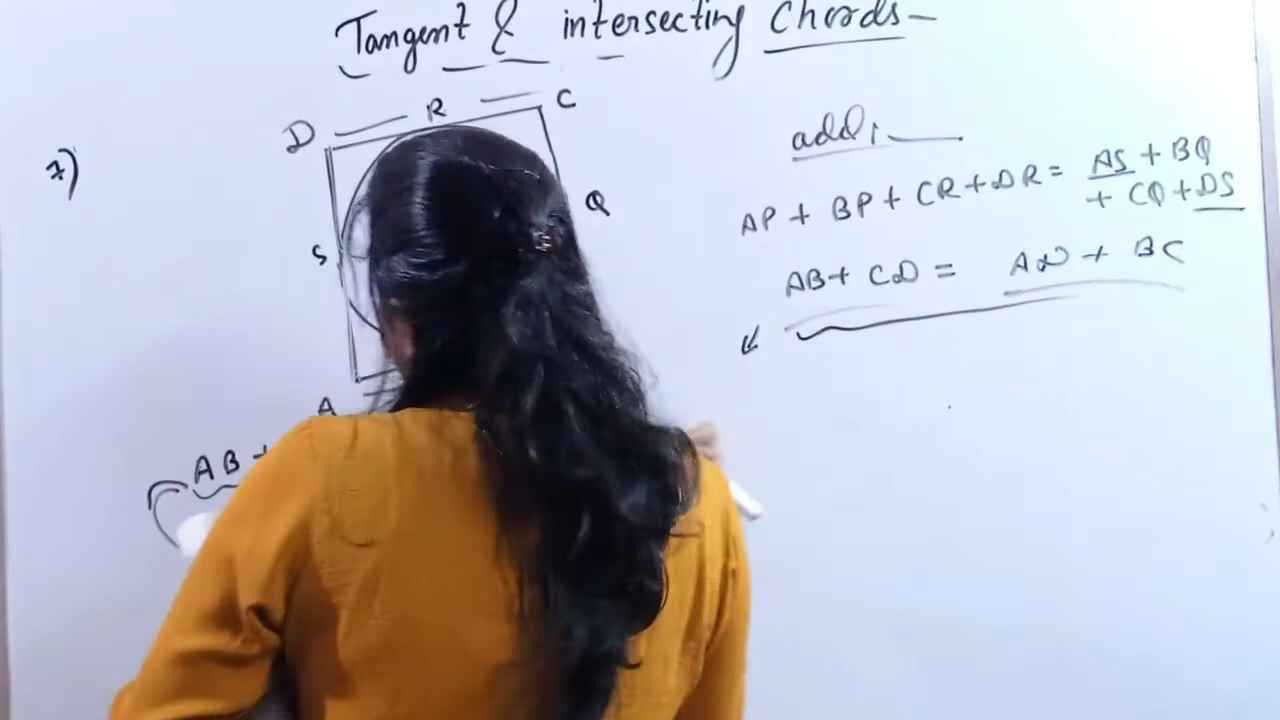 Tangent & intersecting Chords
7)
D R C
Q
S
A
AB +
add,
AP + BP + CR + DR = AS + BQ
+ CQ + DS
AB + CD = AD + BC